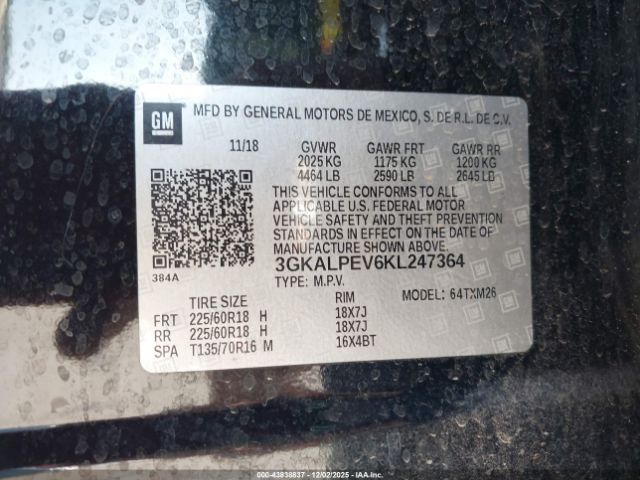 GM MFD BY GENERAL MOTORS DE MEXICO, S. DE R.L. DE C.V.
11/18 GVWR GAWR FRT GAWR RR
2025 KG 1175 KG 1200 KG
4464 LB 2590 LB 2645 LB
THIS VEHICLE CONFORMS TO ALL
APPLICABLE U.S. FEDERAL MOTOR
VEHICLE SAFETY AND THEFT PREVENTION
STANDARDS IN EFFECT ON THE DATE OF
MANUFACTURE SHOWN ABOVE.
384A 3GKALPEV6KL247364
TYPE: M.P.V. MODEL: 64TXM26
TIRE SIZE RIM
FRT 225/60R18 H 18X7J
RR 225/60R18 H 18X7J
SPA T135/70R16 M 16X4BT
000-43838837 - 12/02/2025 - IAAI.com